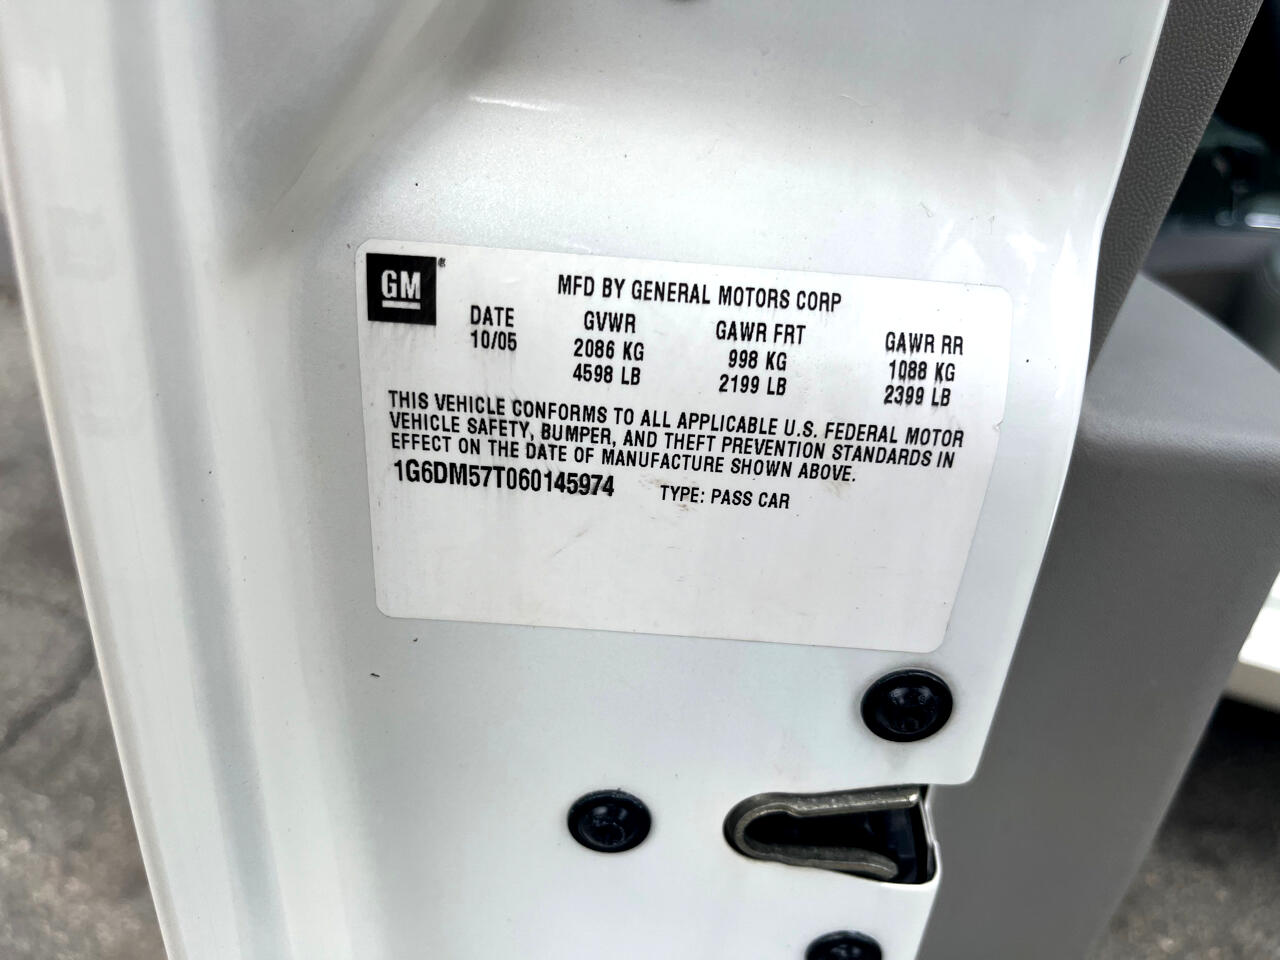 GM®
MFD BY GENERAL MOTORS CORP
DATE GVWR GAWR FRT GAWR RR
10/05 2086 KG 998 KG 1088 KG
4598 LB 2199 LB 2399 LB
THIS VEHICLE CONFORMS TO ALL APPLICABLE U.S. FEDERAL MOTOR
VEHICLE SAFETY, BUMPER, AND THEFT PREVENTION STANDARDS IN
EFFECT ON THE DATE OF MANUFACTURE SHOWN ABOVE.
1G6DM57T060145974 TYPE: PASS CAR